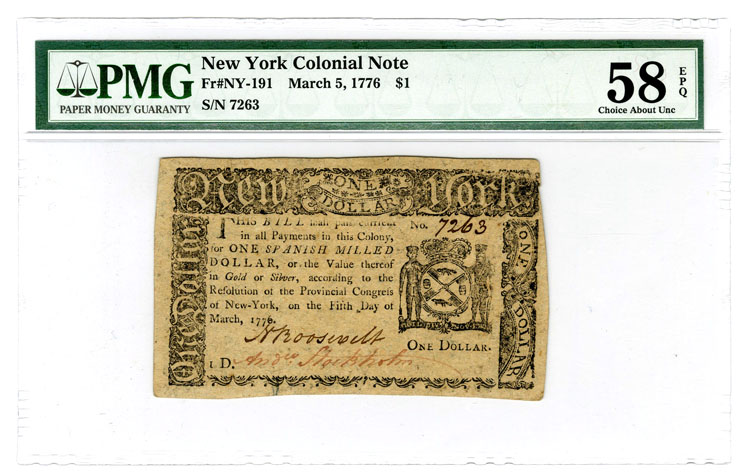 PMG
PAPER MONEY GUARANTY
New York Colonial Note
Fr#NY-191 March 5, 1776 $1
S/N 7263
58 EPQ
Choice About Unc
New York
ONE
DOLLAR
THIS BILL shall pass current
in all Payments in this Colony,
for ONE SPANISH MILLED
DOLLAR, or the Value thereof
in Gold or Silver, according to the
Resolution of the Provincial Congress
of New-York, on the Fifth Day of
March, 1776.
No. 7263
NRoosevelt
ONE DOLLAR.
I D.
One Dollar
ONE DOLLAR